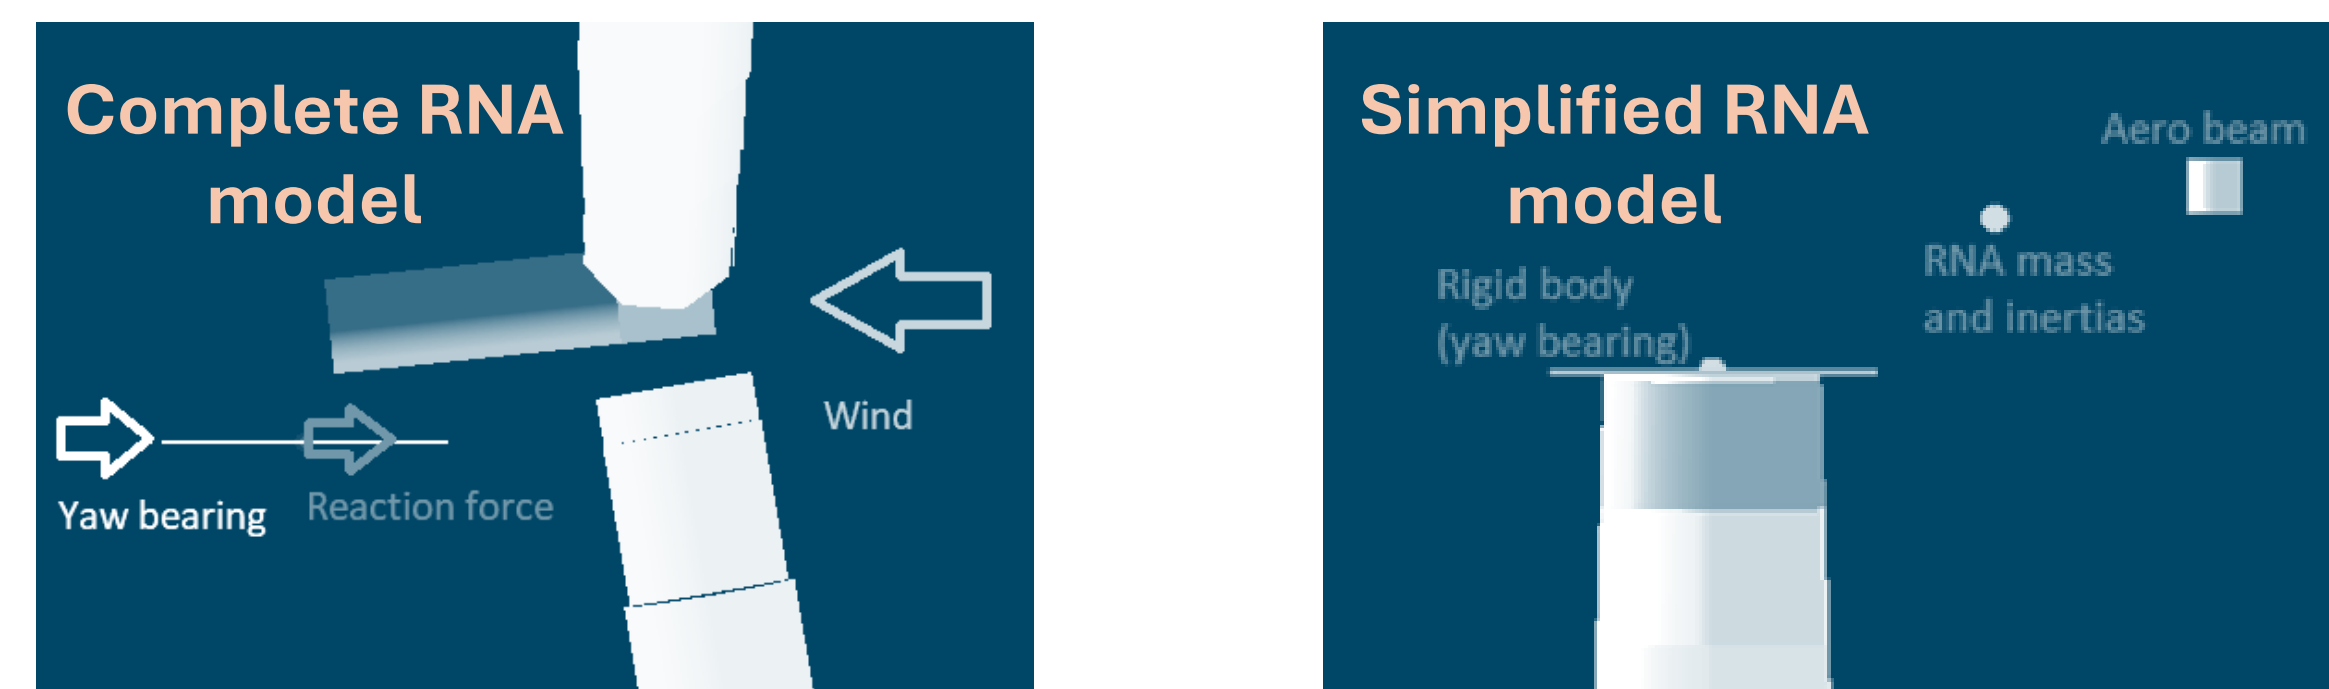 Complete RNA
model
Wind
Yaw bearing
Reaction force
Simplified RNA
model
Aero beam
RNA mass
and inertias
Rigid body
(yaw bearing)